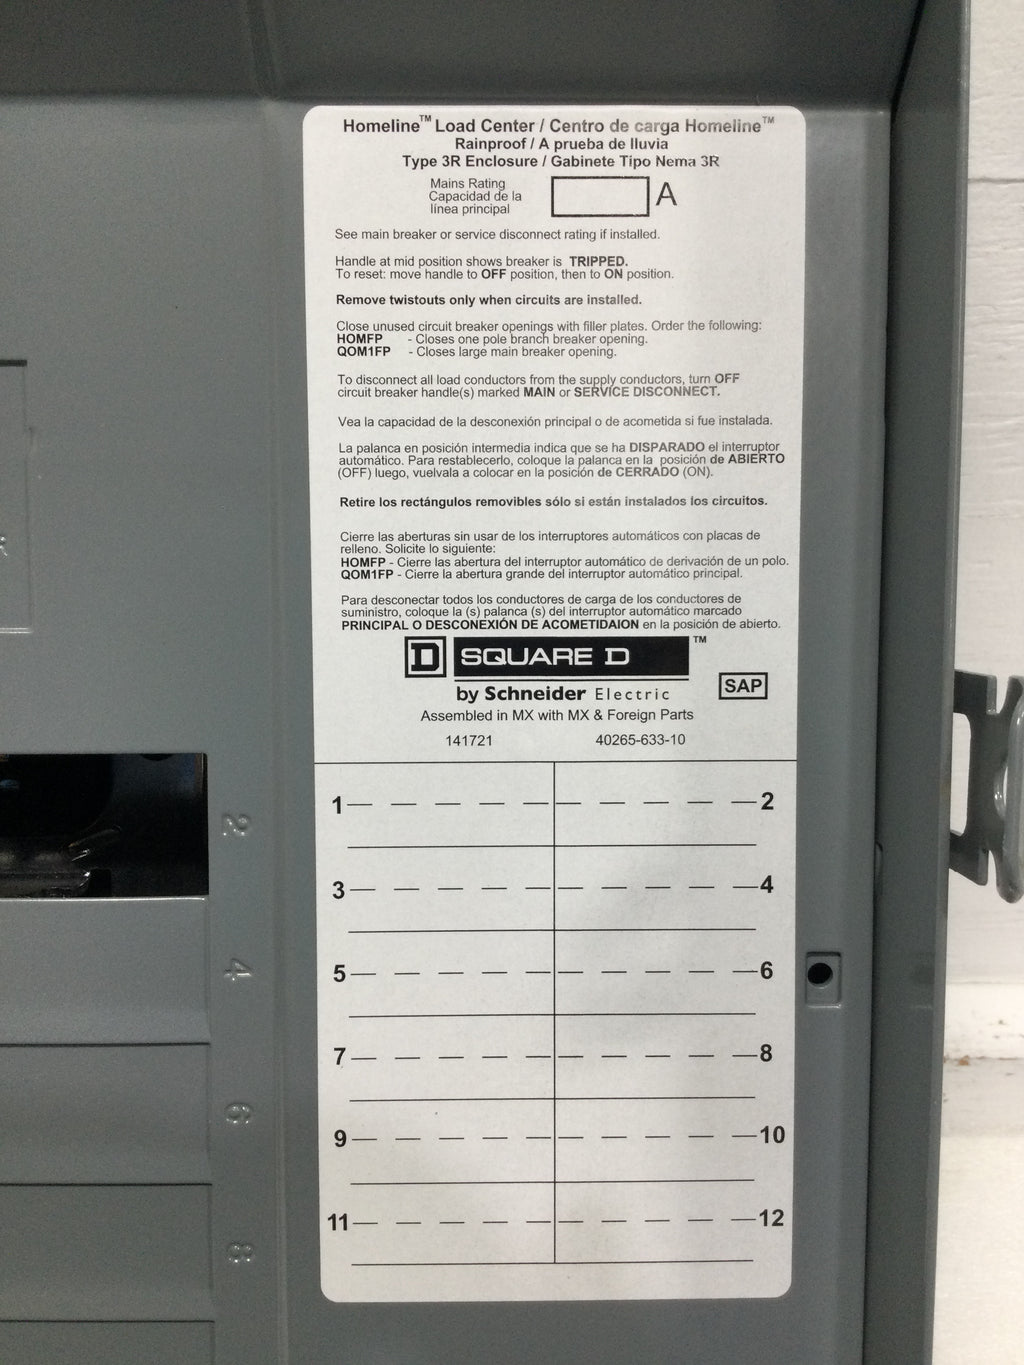 Homeline™ Load Center / Centro de carga Homeline™
Rainproof / A prueba de lluvia
Type 3R Enclosure / Gabinete Tipo Nema 3R
Mains Rating
Capacidad de la
línea principal
A
See main breaker or service disconnect rating if installed.
Handle at mid position shows breaker is TRIPPED.
To reset: move handle to OFF position, then to ON position.
Remove twistouts only when circuits are installed.
Close unused circuit breaker openings with filler plates. Order the following:
HOMFP - Closes one pole branch breaker opening.
QOM1FP - Closes large main breaker opening.
To disconnect all load conductors from the supply conductors, turn OFF
circuit breaker handle(s) marked MAIN or SERVICE DISCONNECT.
Vea la capacidad de la desconexión principal o de acometida si fue instalada.
La palanca en posición intermedia indica que se ha DISPARADO el interruptor
automático. Para restablecerlo, coloque la palanca en la posición de ABIERTO
(OFF) luego, vuelvala a colocar en la posición de CERRADO (ON).
Retire los rectángulos removibles sólo si están instalados los circuitos.
Cierre las aberturas sin usar de los interruptores automáticos con placas de
relleno. Solicite lo siguiente:
HOMFP - Cierre las abertura del interruptor automático de derivación de un polo.
QOM1FP - Cierre la abertura grande del interruptor automático principal.
Para desconectar todos los conductores de carga de los conductores de
suministro, coloque la (s) palanca (s) del interruptor automático marcado
PRINCIPAL O DESCONEXIÓN DE ACOMETIDAION en la posición de abierto.
D SQUARE D™
by Schneider Electric
SAP
Assembled in MX with MX & Foreign Parts
141721 40265-633-10
1 2
3 4
5 6
7 8
9 10
11 12
2
4
6
8